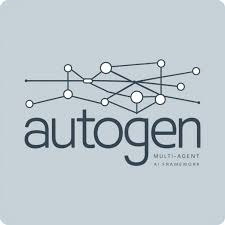 autogen
MULTI-AGENT
AI FRAMEWORK